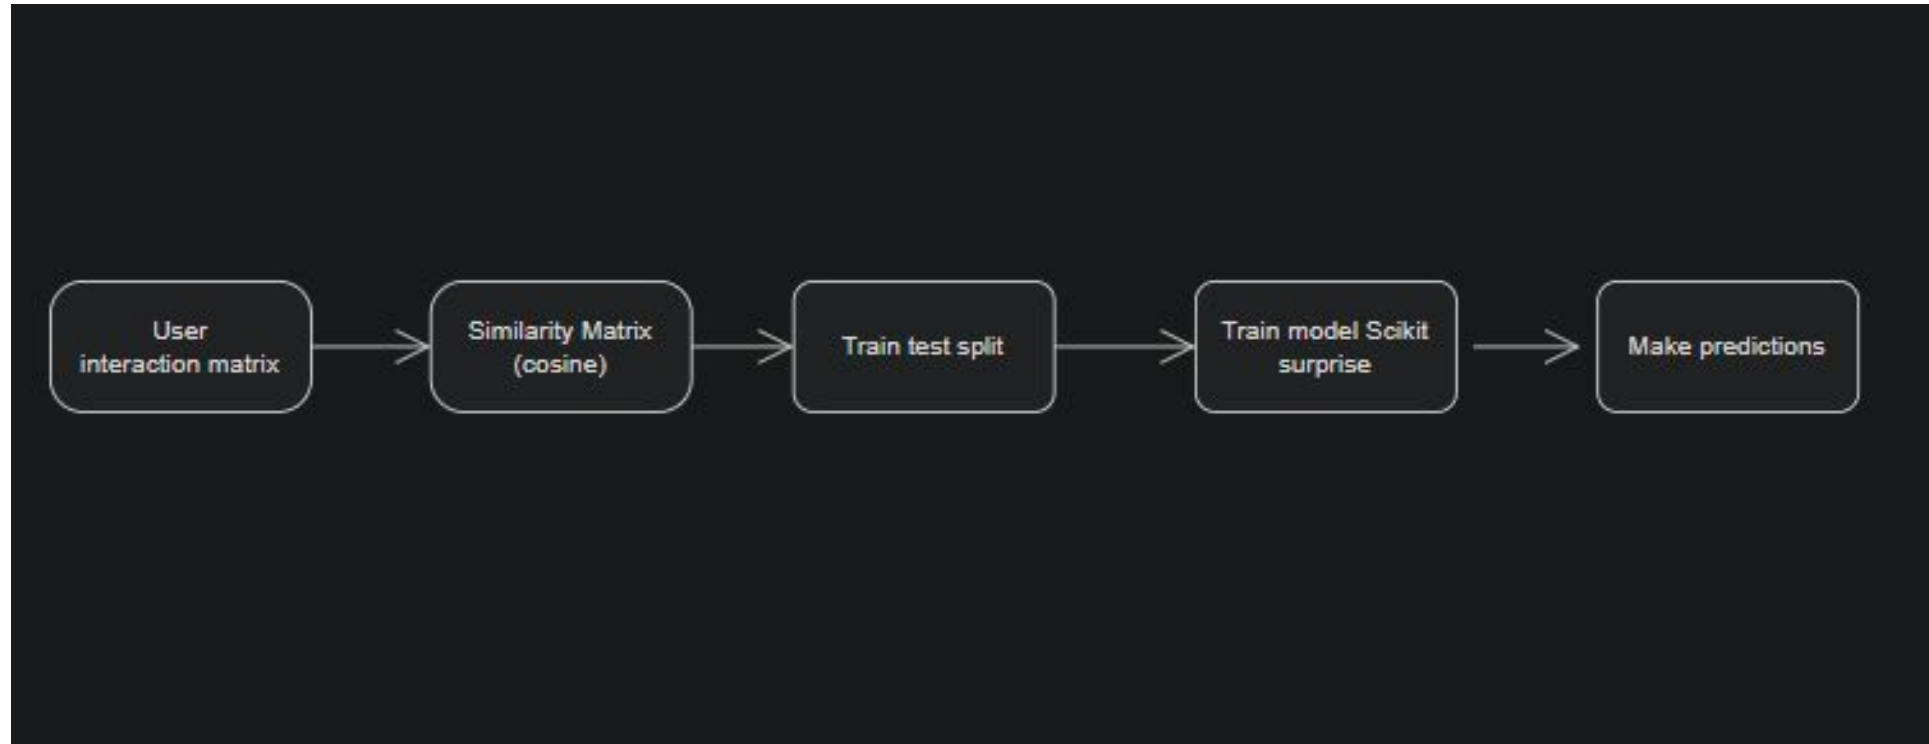 User
interaction matrix
Similarity Matrix
(cosine)
Train test split
Train model Scikit
surprise
Make predictions